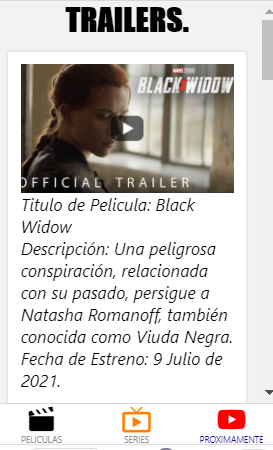 TRAILERS.
MARVEL STUDIOS
BLACK WIDOW
OFFICIAL TRAILER
Titulo de Pelicula: Black
Widow
Descripción: Una peligrosa
conspiración, relacionada
con su pasado, persigue a
Natasha Romanoff, también
conocida como Viuda Negra.
Fecha de Estreno: 9 Julio de
2021.
PELICULAS SERIES PROXIMAMENTE